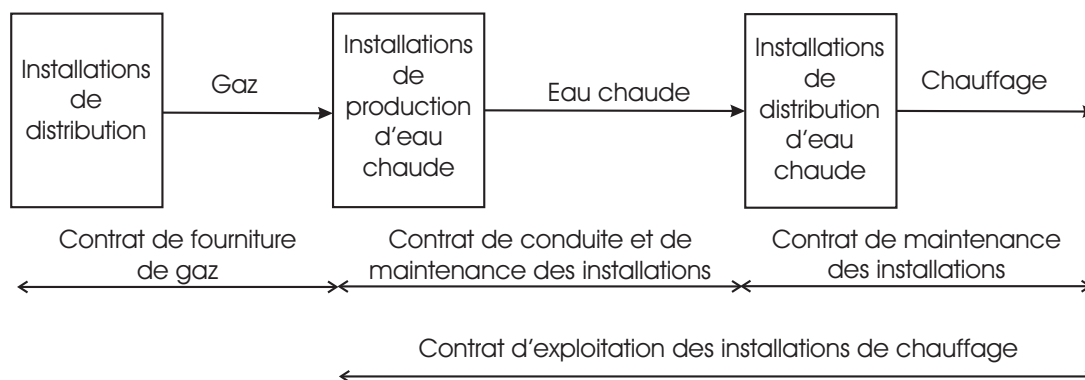 Installations
de
distribution
Gaz
Installations
de
production
d'eau
chaude
Eau chaude
Installations
de
distribution
d'eau
chaude
Chauffage
Contrat de fourniture
de gaz
Contrat de conduite et de
maintenance des installations
Contrat de maintenance
des installations
Contrat d'exploitation des installations de chauffage